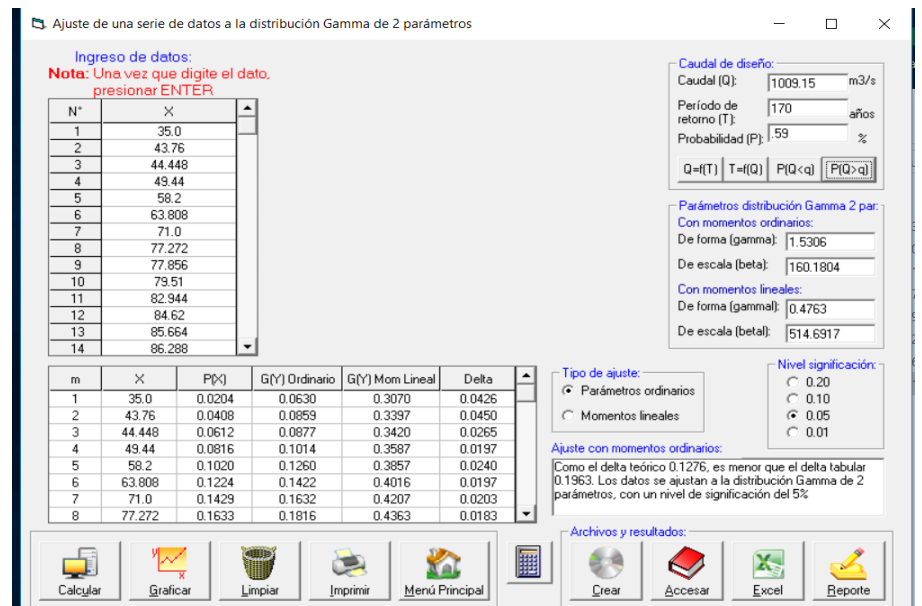 Ajuste de una serie de datos a la distribución Gamma de 2 parámetros
Ingreso de datos:
Nota: Una vez que digite el dato,
presionar ENTER
N° X
1 35.0
2 43.76
3 44.448
4 49.44
5 58.2
6 63.808
7 71.0
8 77.272
9 77.856
10 79.51
11 82.944
12 84.62
13 85.664
14 86.288
Caudal de diseño:
Caudal (Q): 1009.15 m3/s
Período de
retorno (T): 170 años
Probabilidad (P): .59 %
Q=f(T) T=f(Q) P(Q<q) P(Q>q)
Parámetros distribución Gamma 2 par:
Con momentos ordinarios:
De forma (gamma): 1.5306
De escala (beta): 160.1804
Con momentos lineales:
De forma (gammal): 0.4763
De escala (betal): 514.6917
m X P(X) G(Y) Ordinario G(Y) Mom Lineal Delta
1 35.0 0.0204 0.0630 0.3070 0.0426
2 43.76 0.0408 0.0859 0.3397 0.0450
3 44.448 0.0612 0.0877 0.3420 0.0265
4 49.44 0.0816 0.1014 0.3587 0.0197
5 58.2 0.1020 0.1260 0.3857 0.0240
6 63.808 0.1224 0.1422 0.4016 0.0197
7 71.0 0.1429 0.1632 0.4207 0.0203
8 77.272 0.1633 0.1816 0.4363 0.0183
Tipo de ajuste:
Parámetros ordinarios
Momentos lineales
Nivel significación:
0.20
0.10
0.05
0.01
Ajuste con momentos ordinarios:
Como el delta teórico 0.1276, es menor que el delta tabular
0.1963. Los datos se ajustan a la distribución Gamma de 2
parámetros, con un nivel de significación del 5%
Calcular Graficar Limpiar Imprimir Menú Principal
Archivos y resultados:
Crear Accesar Excel Reporte